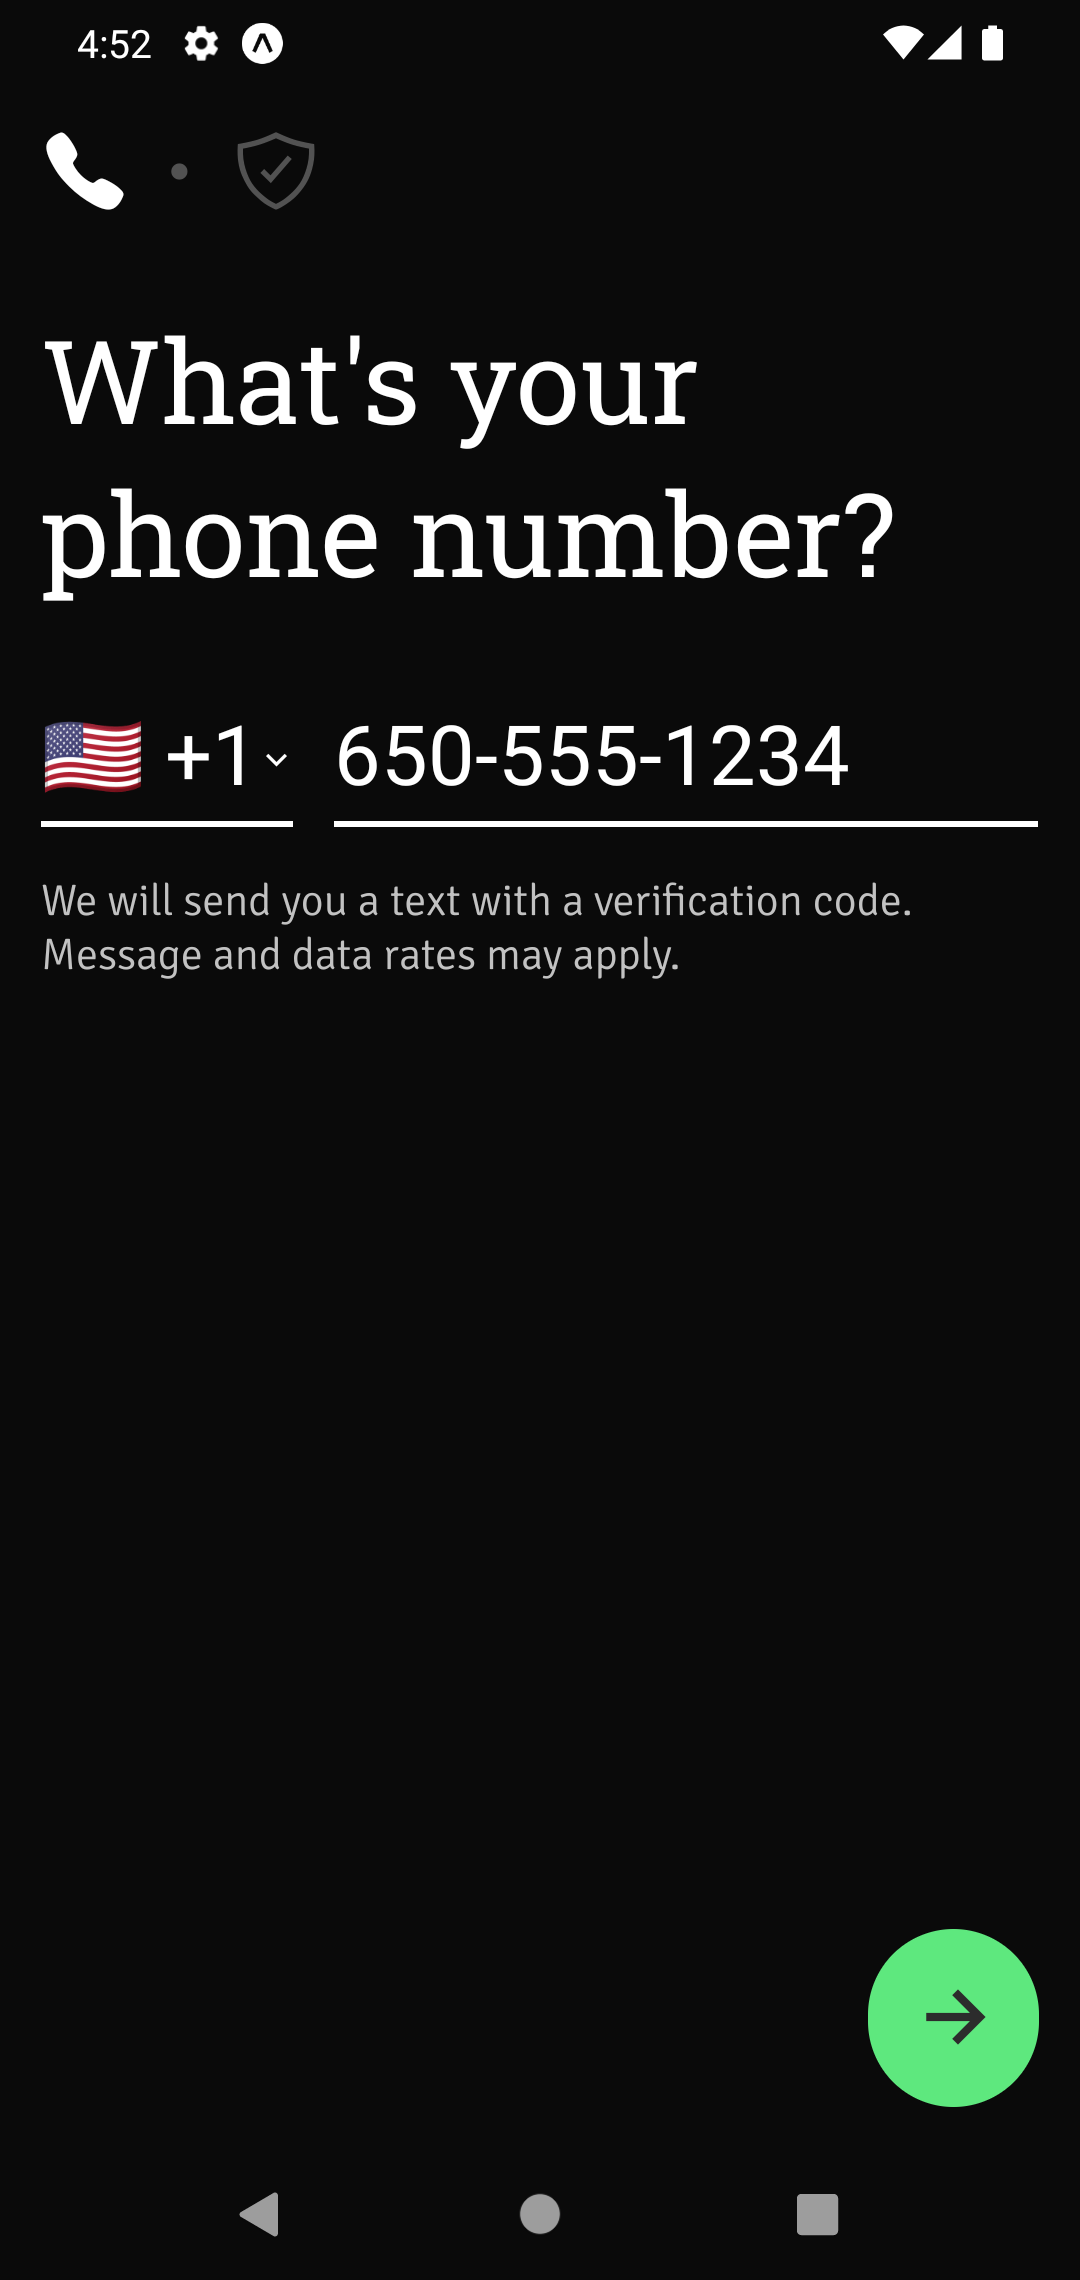 4:52
What's your
phone number?
🇺🇸 +1 650-555-1234
We will send you a text with a verification code.
Message and data rates may apply.